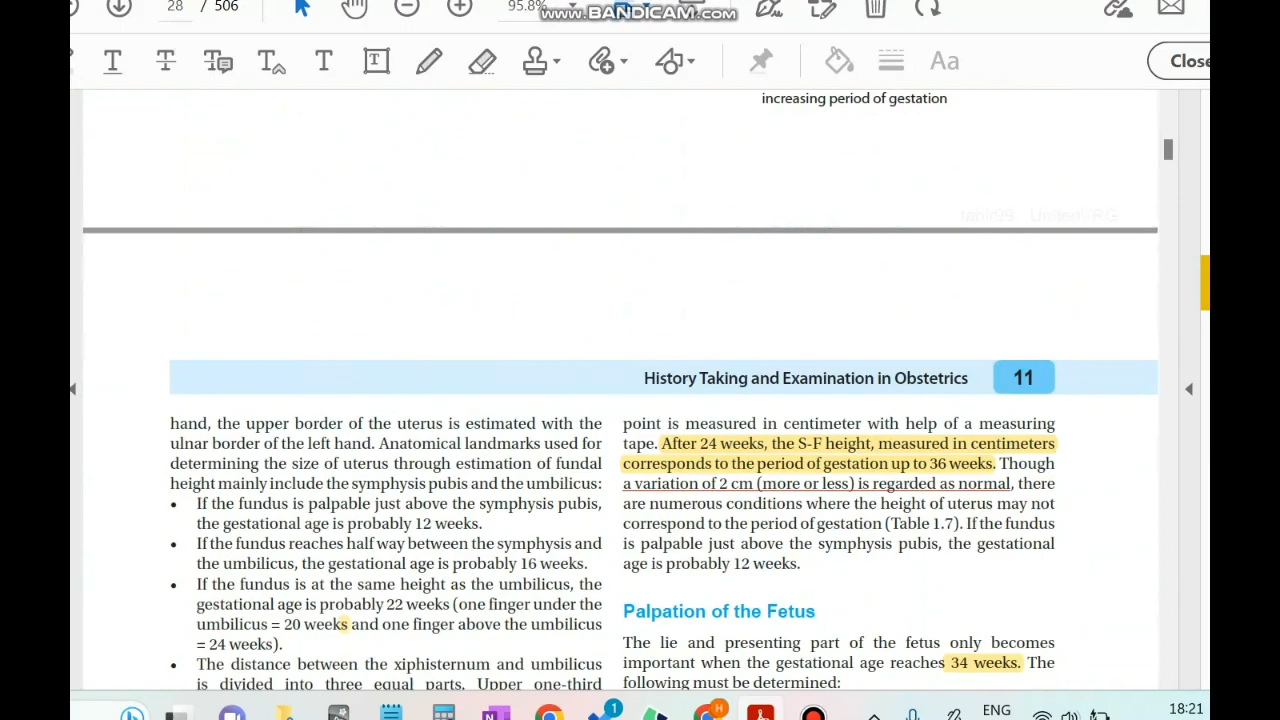 28 / 506
95.8%
www.BANDICAM.com
T T T T T T
Aa
Close
increasing period of gestation
History Taking and Examination in Obstetrics 11
hand, the upper border of the uterus is estimated with the
ulnar border of the left hand. Anatomical landmarks used for
determining the size of uterus through estimation of fundal
height mainly include the symphysis pubis and the umbilicus:
• If the fundus is palpable just above the symphysis pubis,
the gestational age is probably 12 weeks.
• If the fundus reaches half way between the symphysis and
the umbilicus, the gestational age is probably 16 weeks.
• If the fundus is at the same height as the umbilicus, the
gestational age is probably 22 weeks (one finger under the
umbilicus = 20 weeks and one finger above the umbilicus
= 24 weeks).
• The distance between the xiphisternum and umbilicus
is divided into three equal parts. Upper one-third
point is measured in centimeter with help of a measuring
tape. After 24 weeks, the S-F height, measured in centimeters
corresponds to the period of gestation up to 36 weeks. Though
a variation of 2 cm (more or less) is regarded as normal, there
are numerous conditions where the height of uterus may not
correspond to the period of gestation (Table 1.7). If the fundus
is palpable just above the symphysis pubis, the gestational
age is probably 12 weeks.
Palpation of the Fetus
The lie and presenting part of the fetus only becomes
important when the gestational age reaches 34 weeks. The
following must be determined:
1
H
ENG
18:21